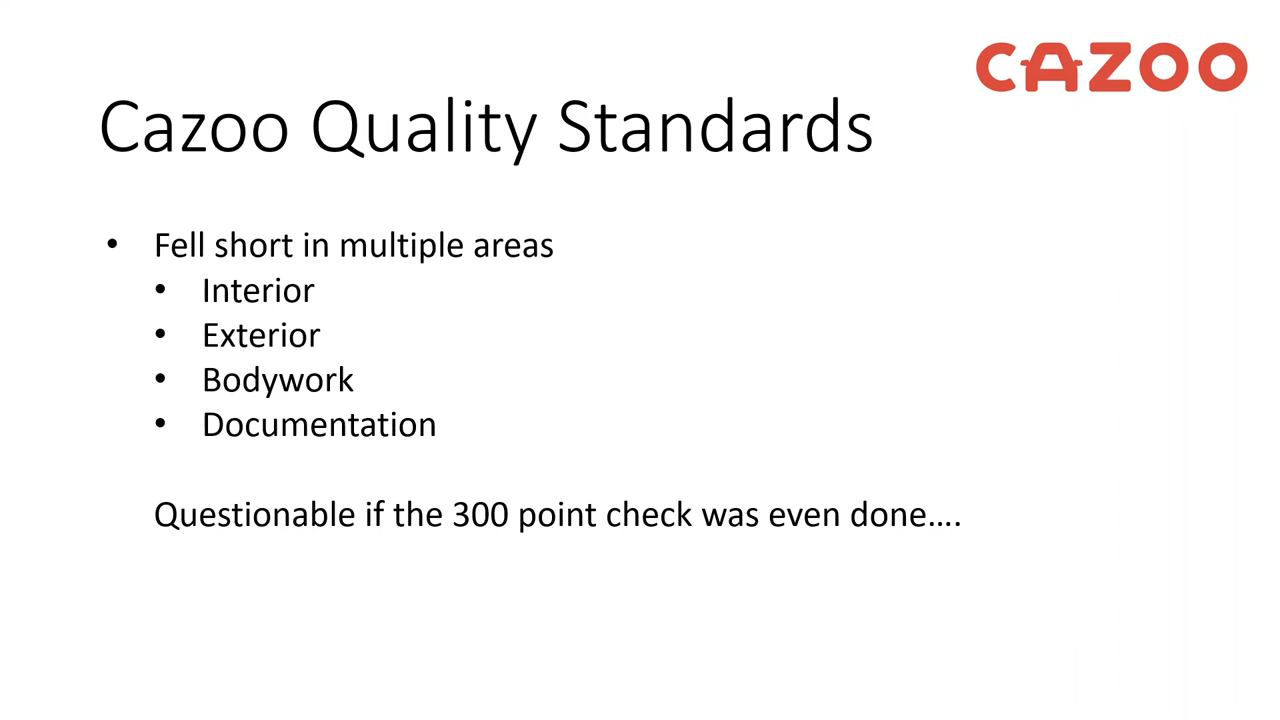 CAZOO
Cazoo Quality Standards
• Fell short in multiple areas
• Interior
• Exterior
• Bodywork
• Documentation
Questionable if the 300 point check was even done....